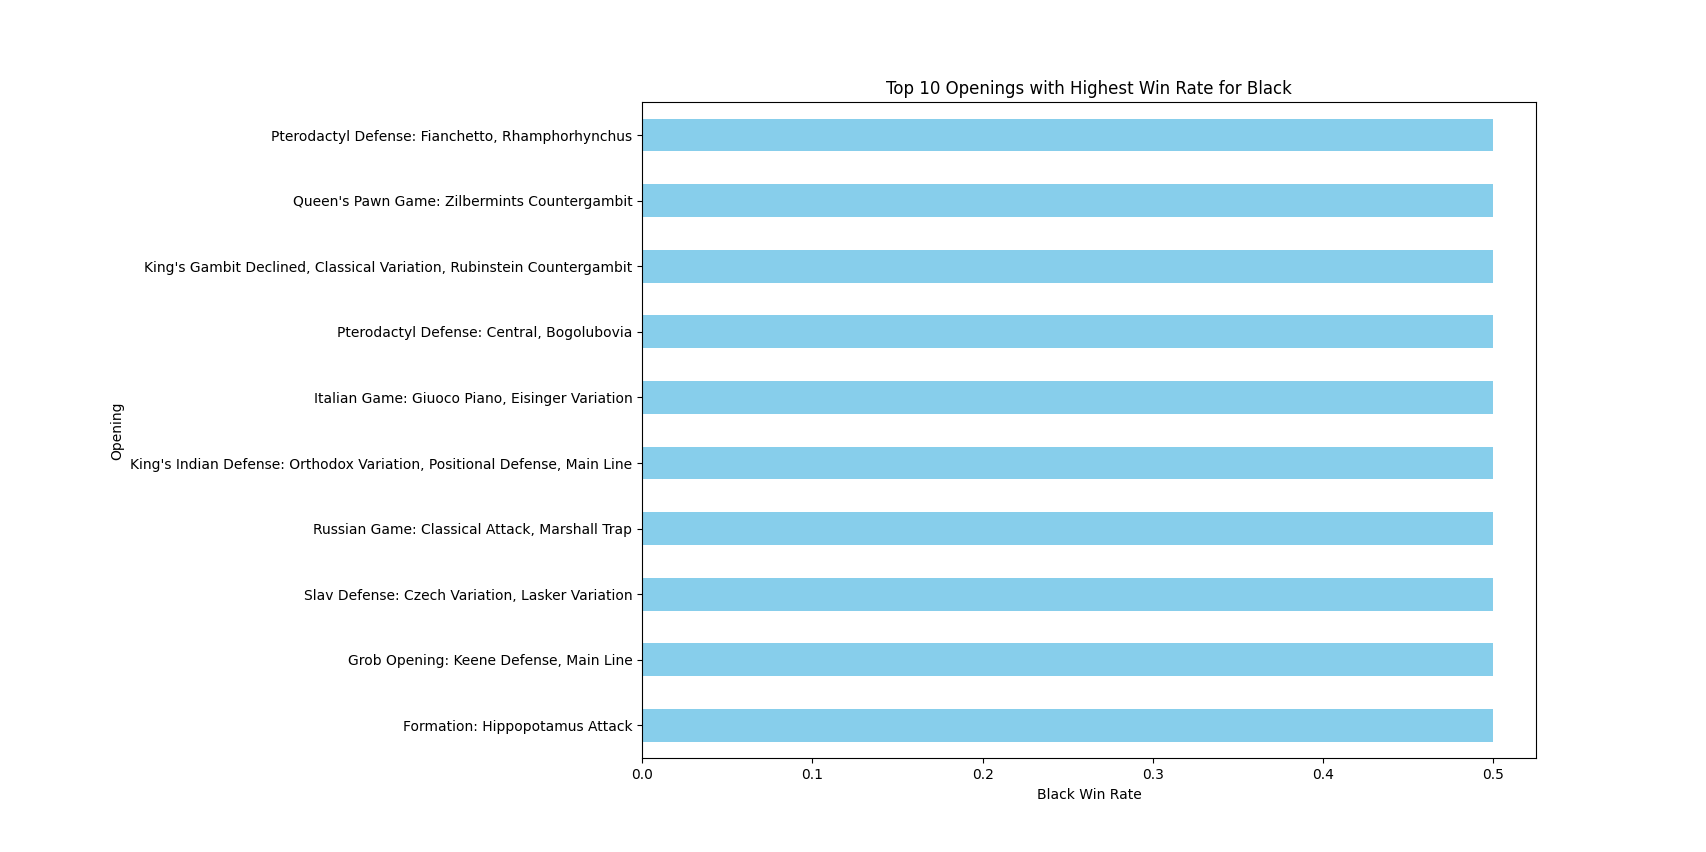 Top 10 Openings with Highest Win Rate for Black
Pterodactyl Defense: Fianchetto, Rhamphorhynchus
Queen's Pawn Game: Zilbermints Countergambit
King's Gambit Declined, Classical Variation, Rubinstein Countergambit
Pterodactyl Defense: Central, Bogolubovia
Italian Game: Giuoco Piano, Eisinger Variation
King's Indian Defense: Orthodox Variation, Positional Defense, Main Line
Russian Game: Classical Attack, Marshall Trap
Slav Defense: Czech Variation, Lasker Variation
Grob Opening: Keene Defense, Main Line
Formation: Hippopotamus Attack
Opening
0.0 0.1 0.2 0.3 0.4 0.5
Black Win Rate